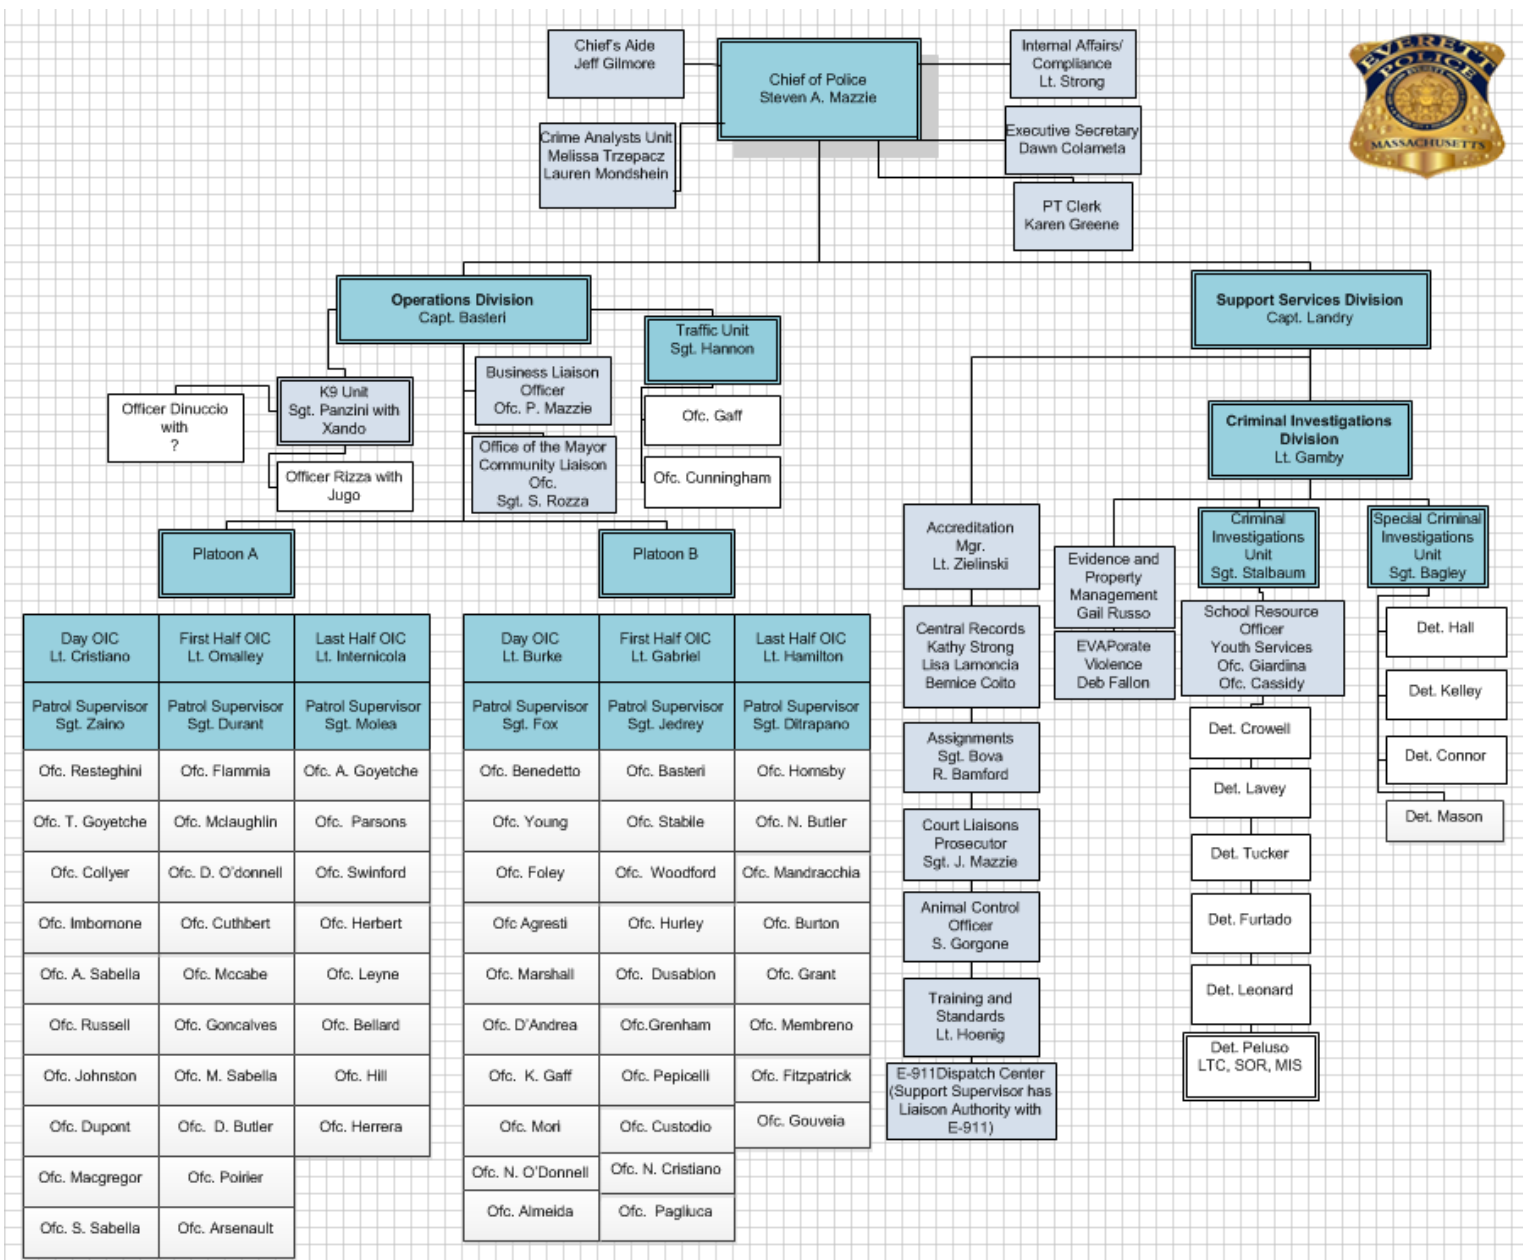 Chief's Aide
Jeff Gilmore
Chief of Police
Steven A. Mazzie
Internal Affairs/
Compliance
Lt. Strong
EVERETT
POLICE
MASSACHUSETTS
Crime Analysts Unit
Melissa Trzepacz
Lauren Mondshein
Executive Secretary
Dawn Colameta
PT Clerk
Karen Greene
Operations Division
Capt. Basteri
Support Services Division
Capt. Landry
Traffic Unit
Sgt. Hannon
Ofc. Gaff
Ofc. Cunningham
Business Liaison
Officer
Ofc. P. Mazzie
Office of the Mayor
Community Liaison
Ofc.
Sgt. S. Rozza
K9 Unit
Sgt. Panzini with
Xando
Officer Dinuccio
with
?
Officer Rizza with
Jugo
Platoon A
Platoon B
Day OIC
Lt. Cristiano
Patrol Supervisor
Sgt. Zaino
Ofc. Resteghini
Ofc. T. Goyetche
Ofc. Collyer
Ofc. Imbornone
Ofc. A. Sabella
Ofc. Russell
Ofc. Johnston
Ofc. Dupont
Ofc. Macgregor
Ofc. S. Sabella
First Half OIC
Lt. Omalley
Patrol Supervisor
Sgt. Durant
Ofc. Flammia
Ofc. Mclaughlin
Ofc. D. O'donnell
Ofc. Cuthbert
Ofc. Mccabe
Ofc. Goncalves
Ofc. M. Sabella
Ofc. D. Butler
Ofc. Poirier
Ofc. Arsenault
Last Half OIC
Lt. Internicola
Patrol Supervisor
Sgt. Molea
Ofc. A. Goyetche
Ofc. Parsons
Ofc. Swinford
Ofc. Herbert
Ofc. Leyne
Ofc. Bellard
Ofc. Hill
Ofc. Herrera
Day OIC
Lt. Burke
Patrol Supervisor
Sgt. Fox
Ofc. Benedetto
Ofc. Young
Ofc. Foley
Ofc Agresti
Ofc. Marshall
Ofc. D'Andrea
Ofc. K. Gaff
Ofc. Mori
Ofc. N. O'Donnell
Ofc. Almeida
First Half OIC
Lt. Gabriel
Patrol Supervisor
Sgt. Jedrey
Ofc. Basteri
Ofc. Stabile
Ofc. Woodford
Ofc. Hurley
Ofc. Dusablon
Ofc.Grenham
Ofc. Pepicelli
Ofc. Custodio
Ofc. N. Cristiano
Ofc. Pagliuca
Last Half OIC
Lt. Hamilton
Patrol Supervisor
Sgt. Ditrapano
Ofc. Hornsby
Ofc. N. Butler
Ofc. Mandracchia
Ofc. Burton
Ofc. Grant
Ofc. Membreno
Ofc. Fitzpatrick
Ofc. Gouveia
Accreditation
Mgr.
Lt. Zielinski
Central Records
Kathy Strong
Lisa Lamoncia
Bernice Coito
Assignments
Sgt. Bova
R. Bamford
Court Liaisons
Prosecutor
Sgt. J. Mazzie
Animal Control
Officer
S. Gorgone
Training and
Standards
Lt. Hoenig
E-911Dispatch Center
(Support Supervisor has
Liaison Authority with
E-911)
Criminal Investigations
Division
Lt. Gamby
Evidence and
Property
Management
Gail Russo
EVAPorate
Violence
Deb Fallon
Criminal
Investigations
Unit
Sgt. Stalbaum
School Resource
Officer
Youth Services
Ofc. Giardina
Ofc. Cassidy
Det. Crowell
Det. Lavey
Det. Tucker
Det. Furtado
Det. Leonard
Det. Peluso
LTC, SOR, MIS
Special Criminal
Investigations
Unit
Sgt. Bagley
Det. Hall
Det. Kelley
Det. Connor
Det. Mason